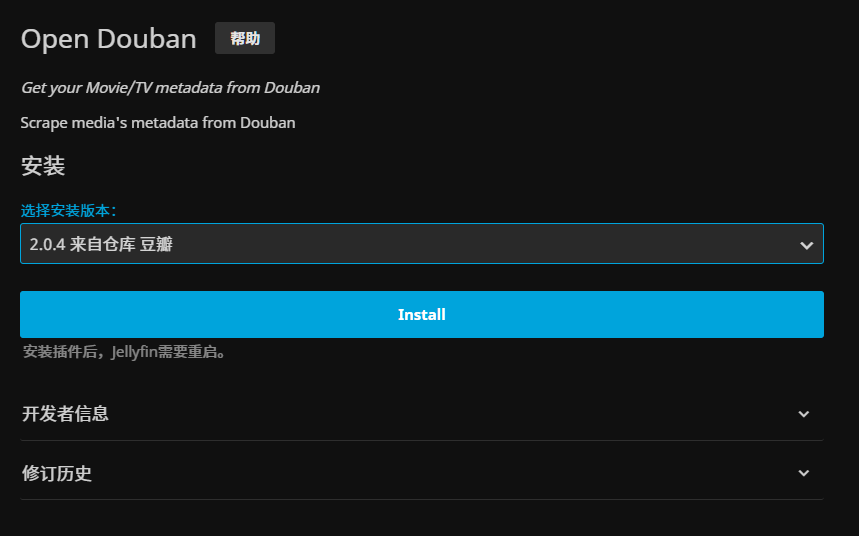 Open Douban 帮助
Get your Movie/TV metadata from Douban
Scrape media's metadata from Douban
安装
选择安装版本:
2.0.4 来自仓库 豆瓣
Install
安装插件后，Jellyfin需要重启。
开发者信息
修订历史